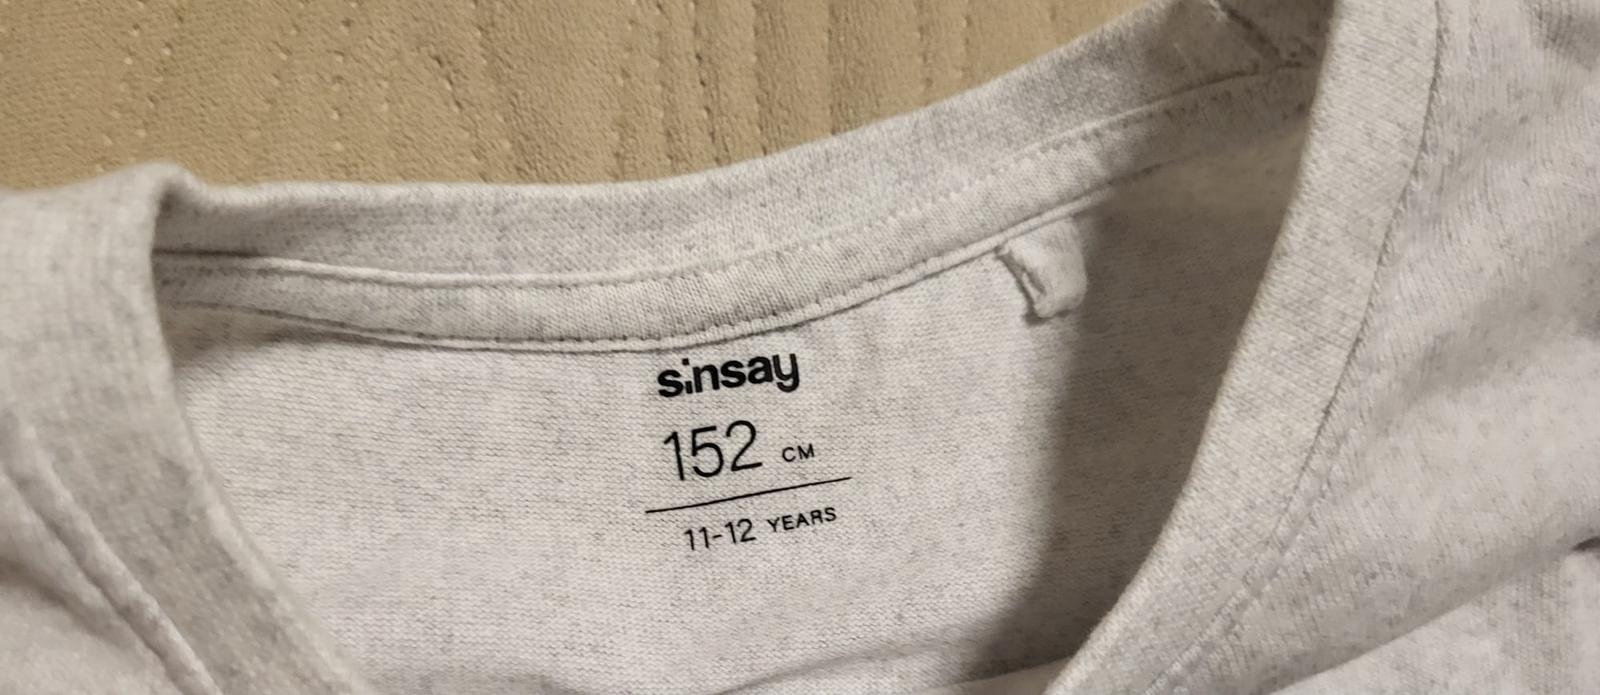 sinsay
152 CM
11-12 YEARS